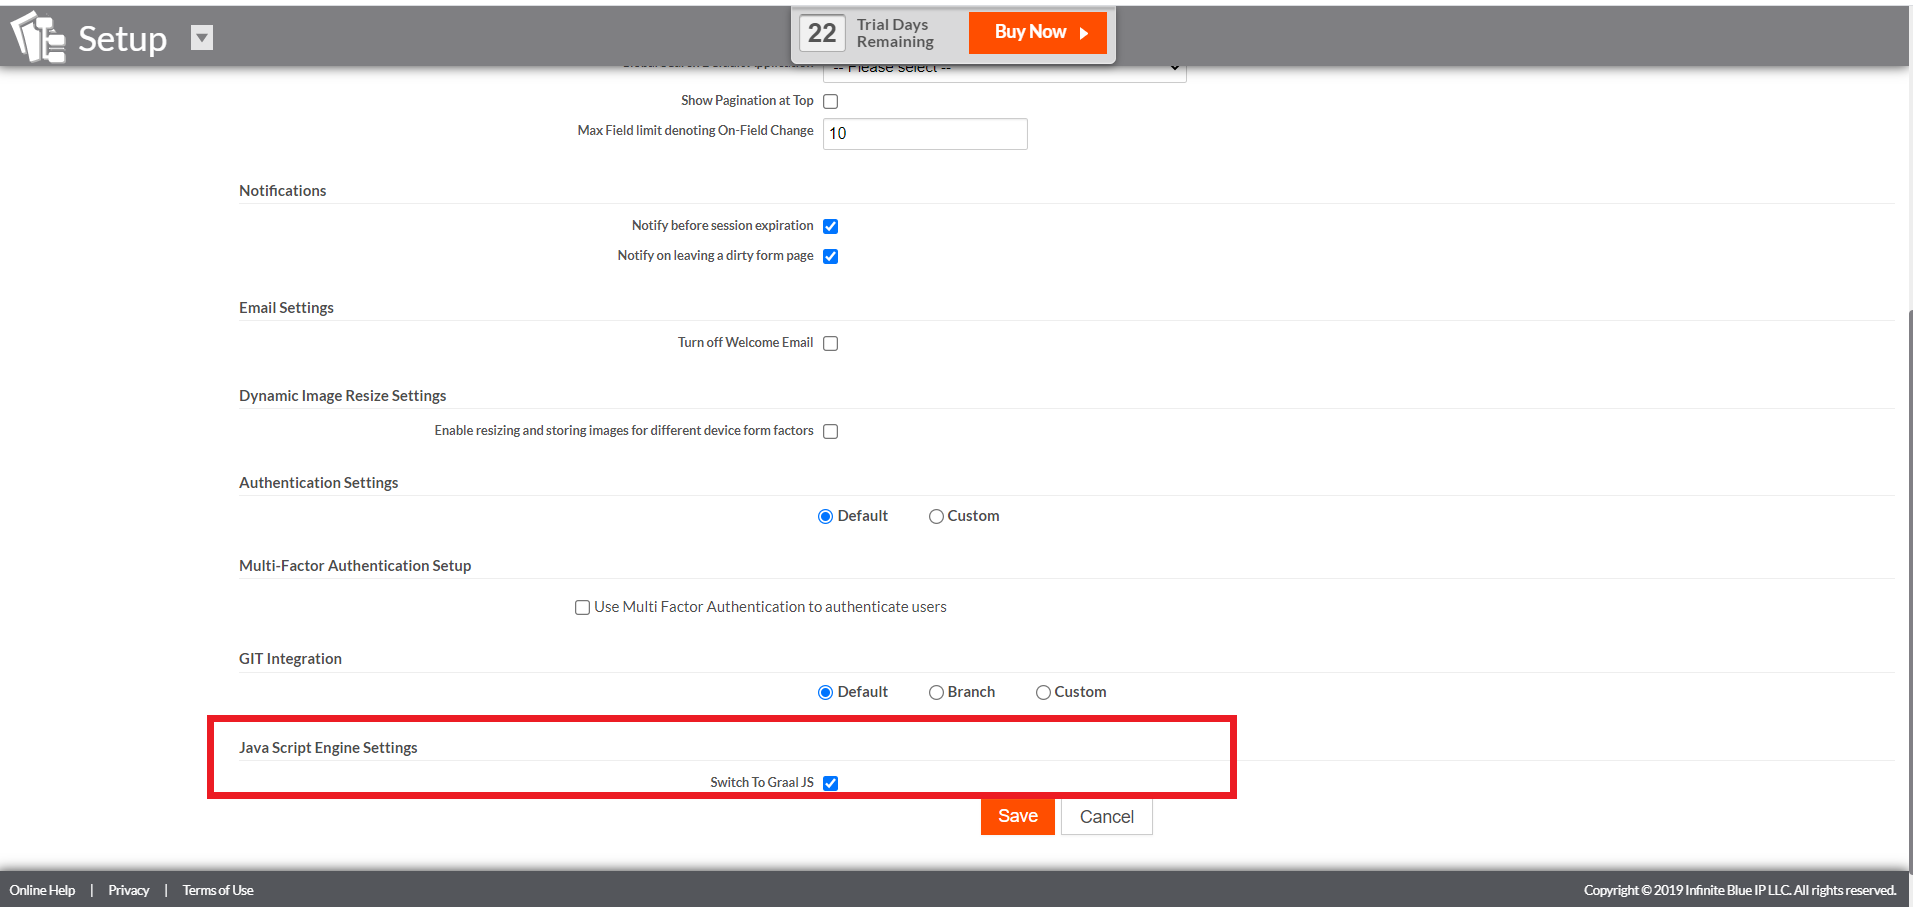 Setup
22
Trial Days
Remaining
Buy Now
-- Please select --
Show Pagination at Top
Max Field limit denoting On-Field Change
10
Notifications
Notify before session expiration
Notify on leaving a dirty form page
Email Settings
Turn off Welcome Email
Dynamic Image Resize Settings
Enable resizing and storing images for different device form factors
Authentication Settings
Default Custom
Multi-Factor Authentication Setup
Use Multi Factor Authentication to authenticate users
GIT Integration
Default Branch Custom
Java Script Engine Settings
Switch To Graal JS
Save Cancel
Online Help | Privacy | Terms of Use
Copyright © 2019 Infinite Blue IP LLC. All rights reserved.